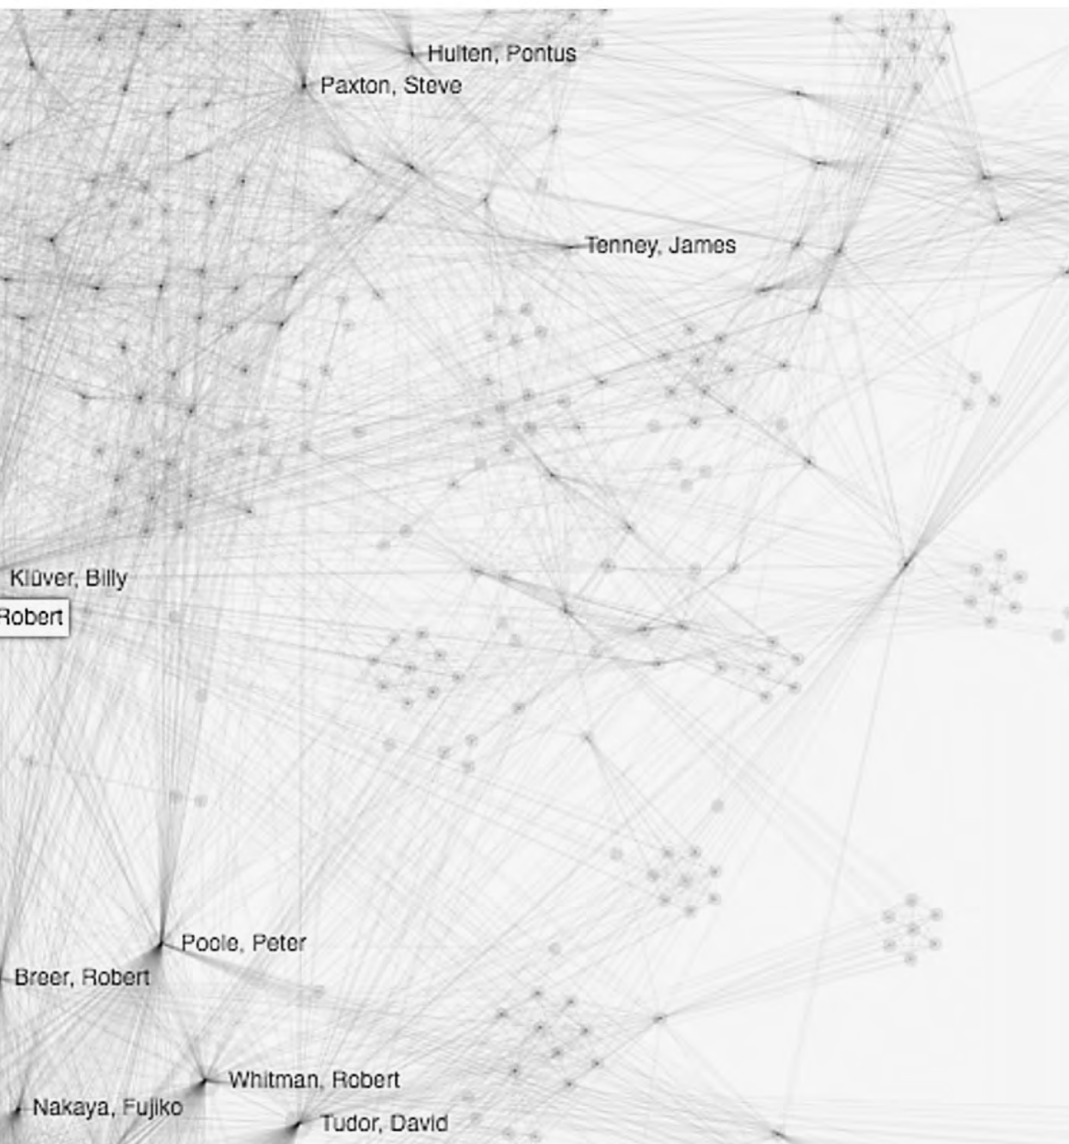 Hulten, Pontus
Paxton, Steve
Tenney, James
Klüver, Billy
Robert
Poole, Peter
Breer, Robert
Whitman, Robert
Nakaya, Fujiko
Tudor, David